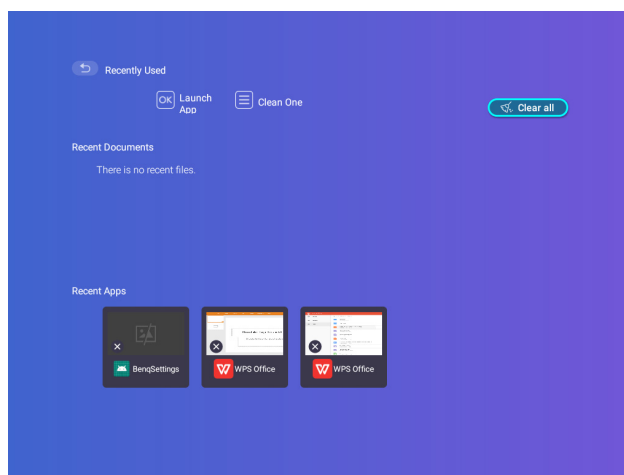 Recently Used
OK Launch App
Clean One
Clear all
Recent Documents
There is no recent files.
Recent Apps
BenqSettings
WPS Office
WPS Office